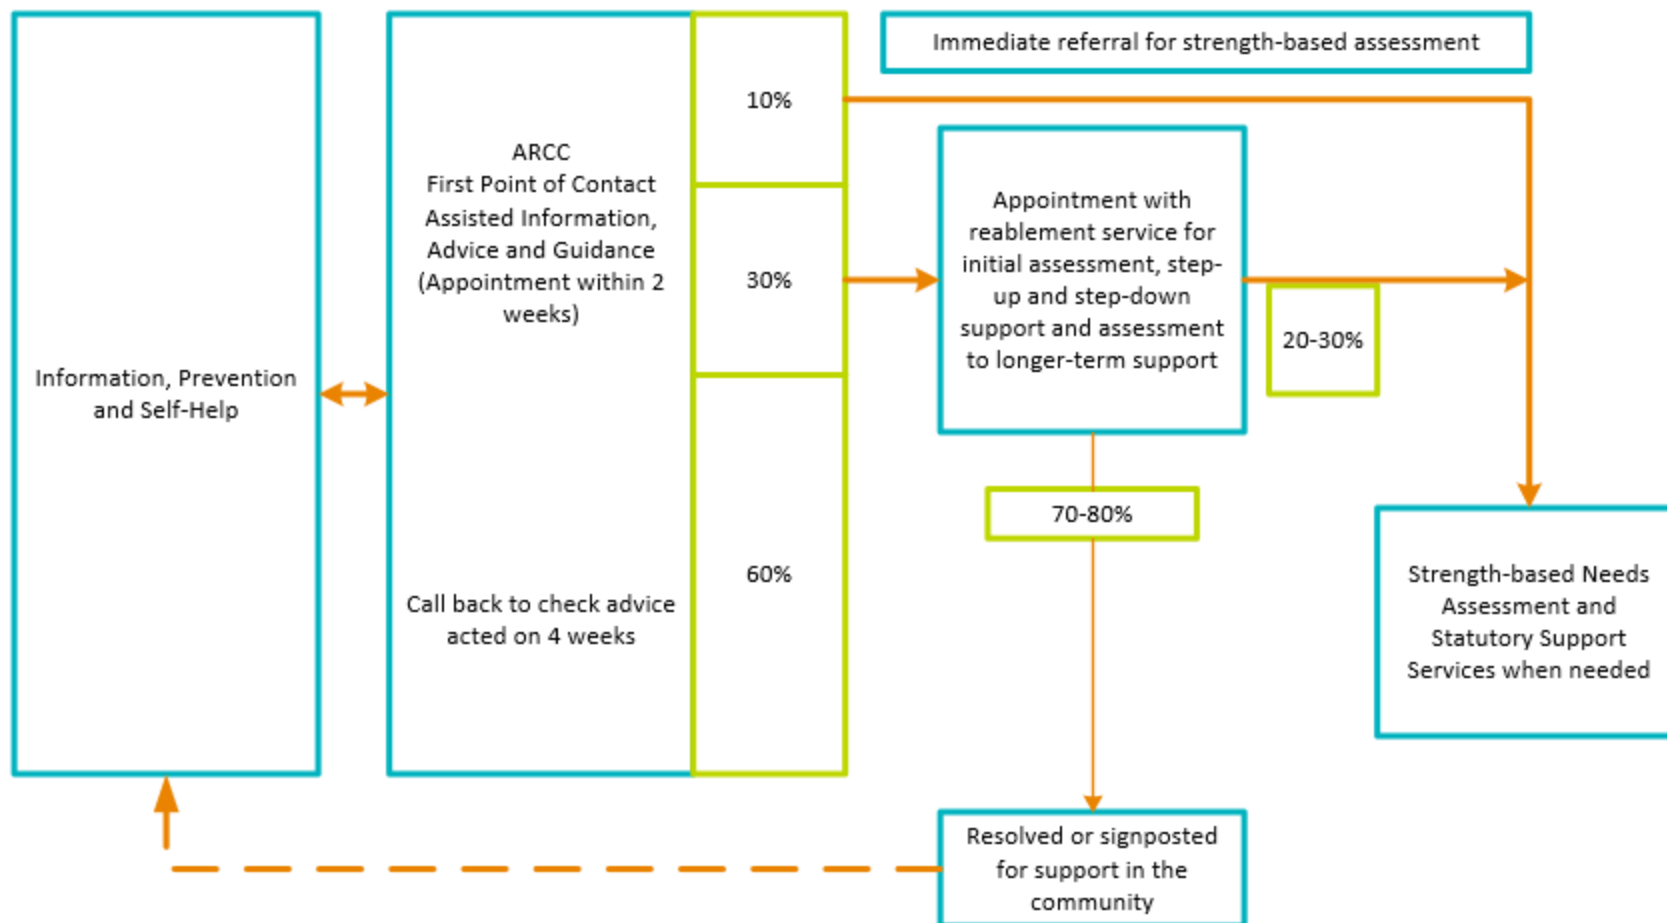 Information, Prevention
and Self-Help
ARCC
First Point of Contact
Assisted Information,
Advice and Guidance
(Appointment within 2
weeks)
Call back to check advice
acted on 4 weeks
10%
30%
60%
Immediate referral for strength-based assessment
Appointment with
reablement service for
initial assessment, step-
up and step-down
support and assessment
to longer-term support
20-30%
70-80%
Strength-based Needs
Assessment and
Statutory Support
Services when needed
Resolved or signposted
for support in the
community